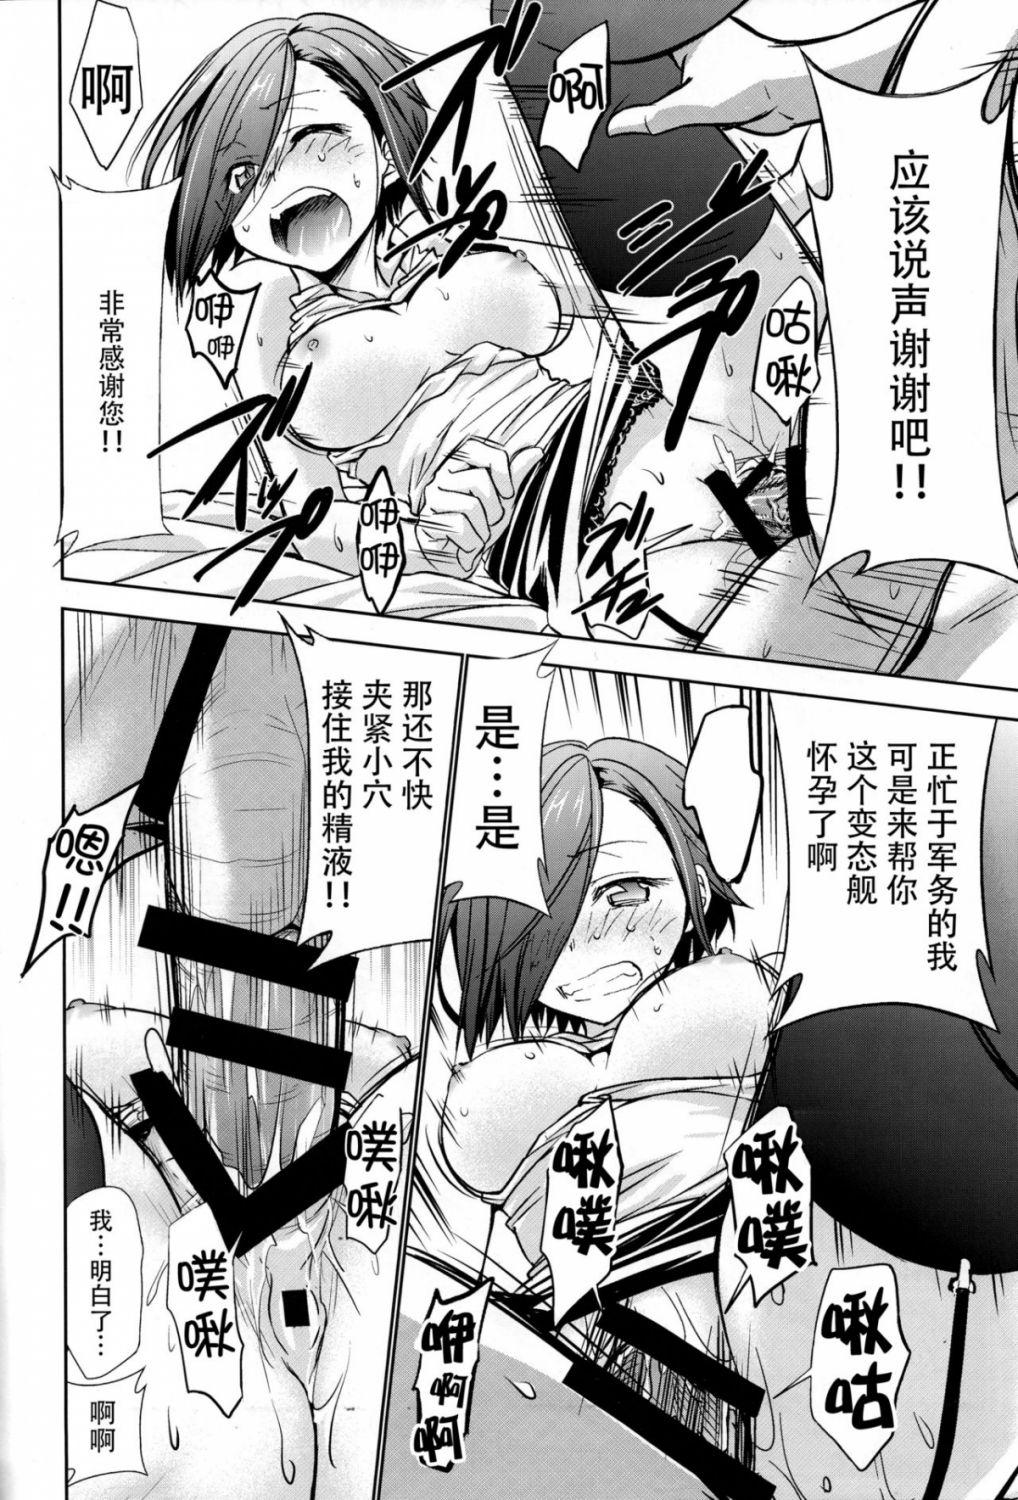 应该说声谢谢吧!!
啊
啊
咕
啾
咿
咿
咿
咿
非常感谢您!!
ズチュ
正忙于军务的我
可是来帮你
这个变态舰
怀孕了啊
是…是
啾
噗
啾
噗
啾
咕
咿
啊
啊
那还不快
夹紧小穴
接住我的精液!!
嗯!!
噗
啾
噗
啾
我…明白了…
啊
啊